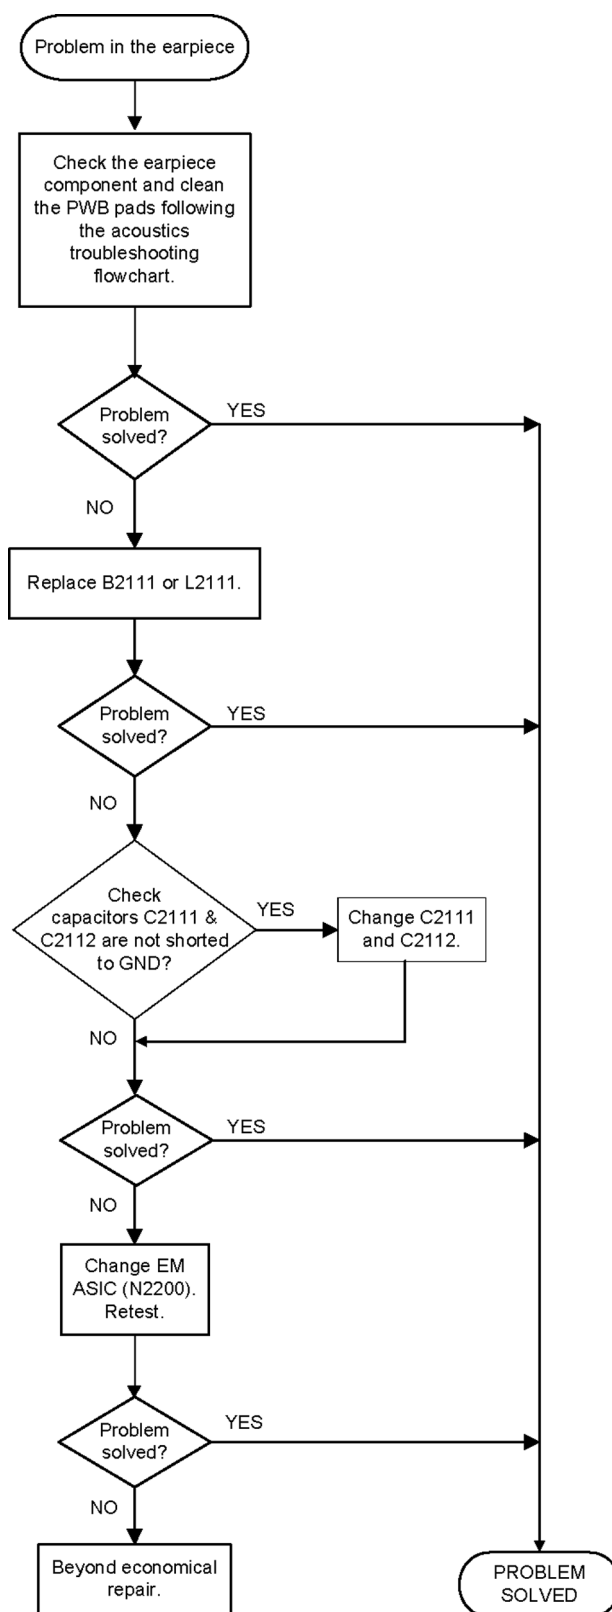 Problem in the earpiece
Check the earpiece
component and clean
the PWB pads following
the acoustics
troubleshooting
flowchart.
Problem
solved?
YES
NO
Replace B2111 or L2111.
Problem
solved?
YES
NO
Check
capacitors C2111 &
C2112 are not shorted
to GND?
YES
Change C2111
and C2112.
NO
Problem
solved?
YES
NO
Change EM
ASIC (N2200).
Retest.
Problem
solved?
YES
NO
Beyond economical
repair.
PROBLEM
SOLVED